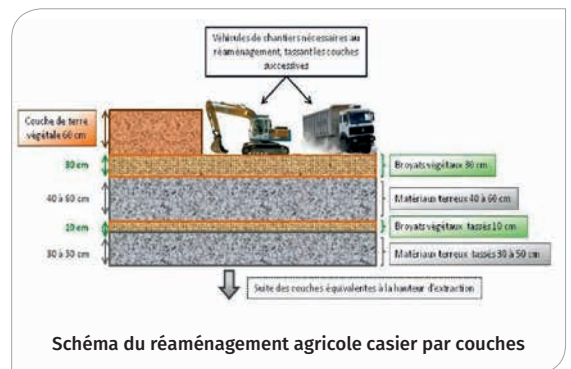 Véhicules de chantiers nécessaires au
réaménagement, tassant les couches
successives
Couche de terre
végétale 60 cm
30 cm
Broyats végétaux 30 cm
40 à 60 cm
Matériaux terreux 40 à 60 cm
Broyats végétaux tassés 10 cm
30 à 50 cm
Matériaux terreux tassés 30 à 50 cm
Suite des couches équivalentes à la hauteur d'extraction
Schéma du réaménagement agricole casier par couches